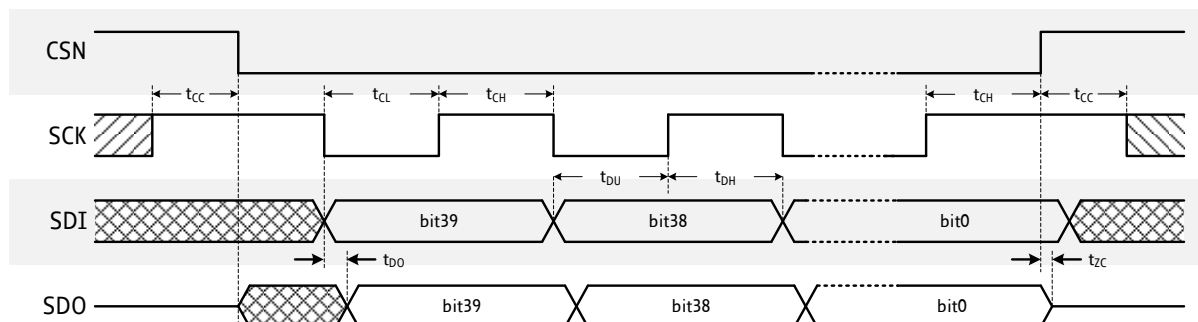 CSN
tCC
tCL
tCH
tCH
tCC
SCK
tDU
tDH
SDI
bit39
bit38
bit0
tDO
tZC
SDO
bit39
bit38
bit0